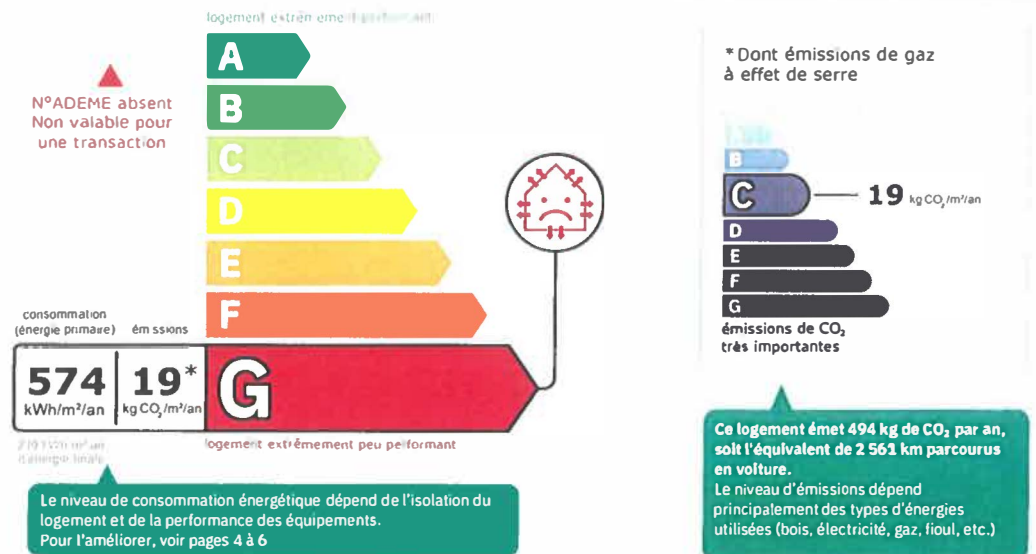 logement extrêmement
A
N°ADEME absent
Non valable pour
une transaction
B
C
D
E
F
consommation
(énergie primaire)
émissions
574
kWh/m²/an
19*
kg CO₂/m²/an
G
logement extrêmement peu performant
Le niveau de consommation énergétique dépend de l'isolation du
logement et de la performance des équipements.
Pour l'améliorer, voir pages 4 à 6
* Dont émissions de gaz
à effet de serre
B
C
19 kg CO₂/m²/an
D
E
F
G
émissions de CO₂
très importantes
Ce logement émet 494 kg de CO₂ par an,
soit l'équivalent de 2 561 km parcourus
en voiture.
Le niveau d'émissions dépend
principalement des types d'énergies
utilisées (bois, électricité, gaz, fioul, etc.)